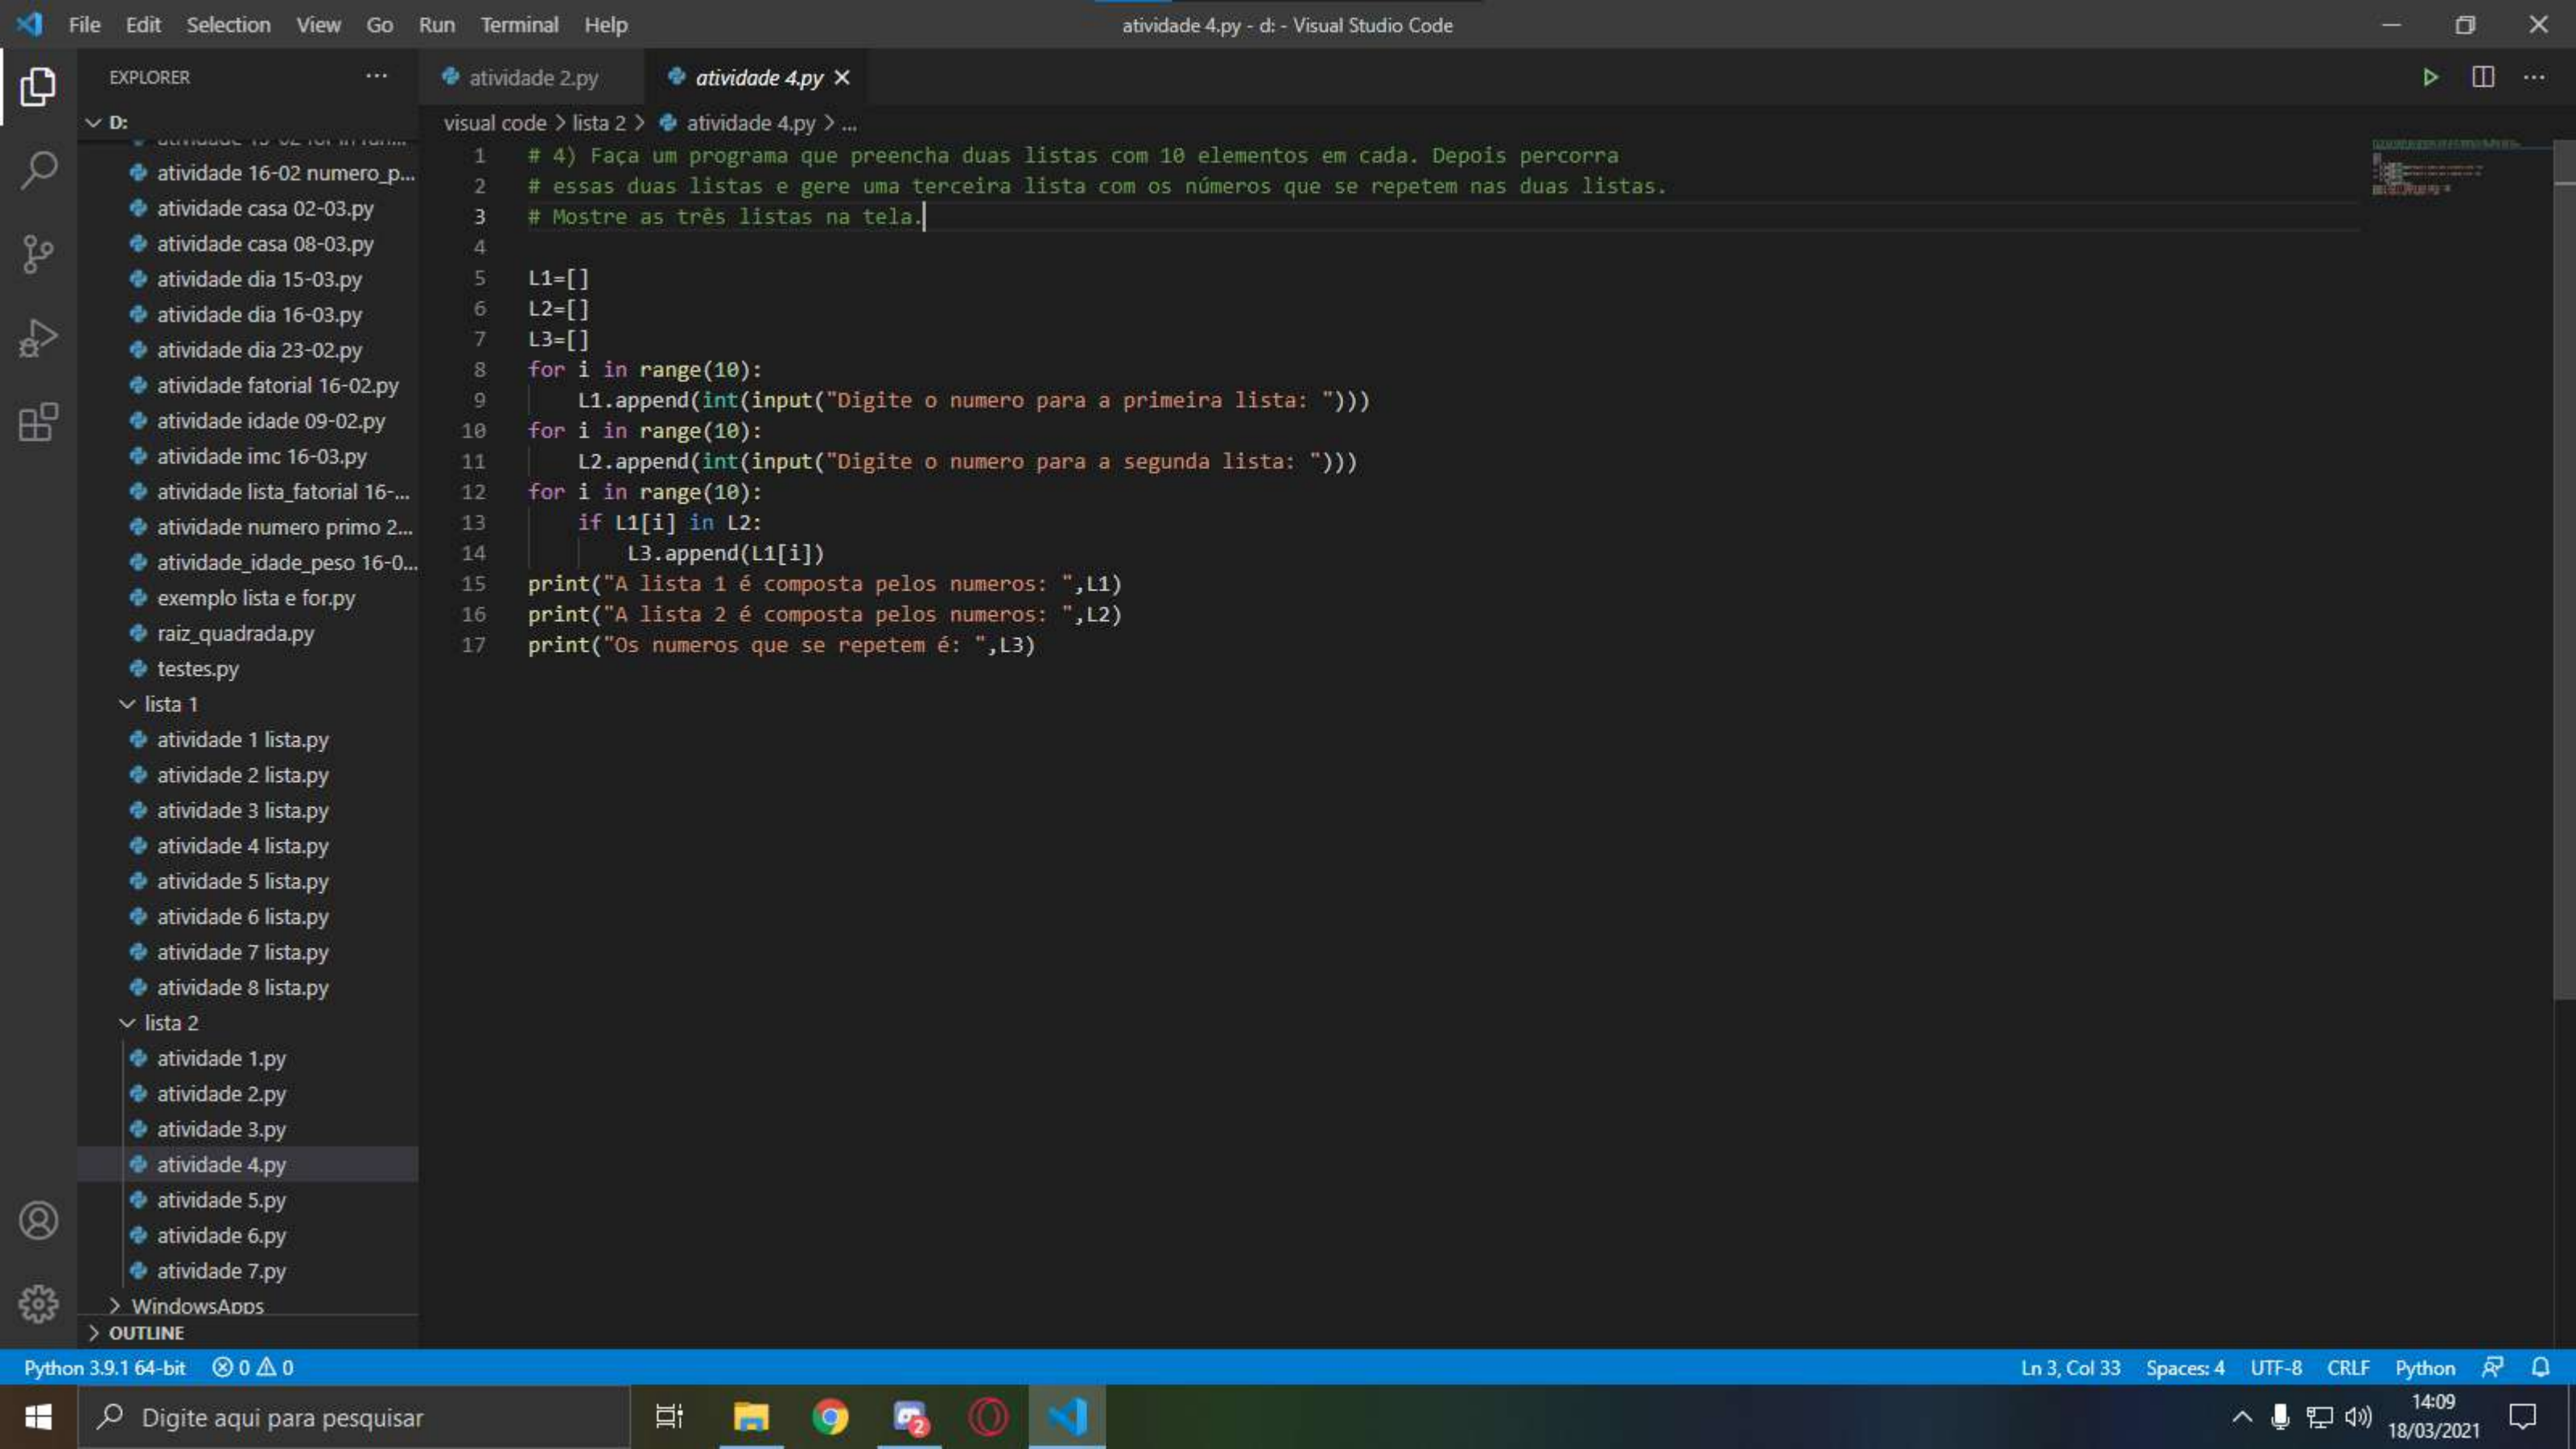 File Edit Selection View Go Run Terminal Help
atividade 4.py - d: - Visual Studio Code
EXPLORER
atividade 2.py
atividade 4.py
D:
visual code > lista 2 > atividade 4.py > ...
atividade 16-02 numero_p...
atividade casa 02-03.py
atividade casa 08-03.py
atividade dia 15-03.py
atividade dia 16-03.py
atividade dia 23-02.py
atividade fatorial 16-02.py
atividade idade 09-02.py
atividade imc 16-03.py
atividade lista_fatorial 16-...
atividade numero primo 2...
atividade_idade_peso 16-0...
exemplo lista e for.py
raiz_quadrada.py
testes.py
lista 1
atividade 1 lista.py
atividade 2 lista.py
atividade 3 lista.py
atividade 4 lista.py
atividade 5 lista.py
atividade 6 lista.py
atividade 7 lista.py
atividade 8 lista.py
lista 2
atividade 1.py
atividade 2.py
atividade 3.py
atividade 4.py
atividade 5.py
atividade 6.py
atividade 7.py
WindowsApps
OUTLINE
1 # 4) Faça um programa que preencha duas listas com 10 elementos em cada. Depois percorra
2 # essas duas listas e gere uma terceira lista com os números que se repetem nas duas listas.
3 # Mostre as três listas na tela.
4
5 L1=[]
6 L2=[]
7 L3=[]
8 for i in range(10):
9     L1.append(int(input("Digite o numero para a primeira lista: ")))
10 for i in range(10):
11     L2.append(int(input("Digite o numero para a segunda lista: ")))
12 for i in range(10):
13     if L1[i] in L2:
14         L3.append(L1[i])
15 print("A lista 1 é composta pelos numeros: ",L1)
16 print("A lista 2 é composta pelos numeros: ",L2)
17 print("Os numeros que se repetem é: ",L3)
Python 3.9.1 64-bit 0 0
Ln 3, Col 33 Spaces: 4 UTF-8 CRLF Python
Digite aqui para pesquisar
2
14:09
18/03/2021